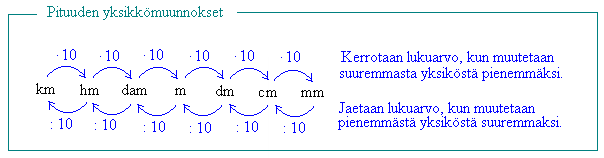 Pituuden yksikkömuunnokset
· 10 · 10 · 10 · 10 · 10 · 10
km hm dam m dm cm mm
: 10 : 10 : 10 : 10 : 10 : 10
Kerrotaan lukuarvo, kun muutetaan
suuremmasta yksiköstä pienemmäksi.
Jaetaan lukuarvo, kun muutetaan
pienemmästä yksiköstä suuremmaksi.